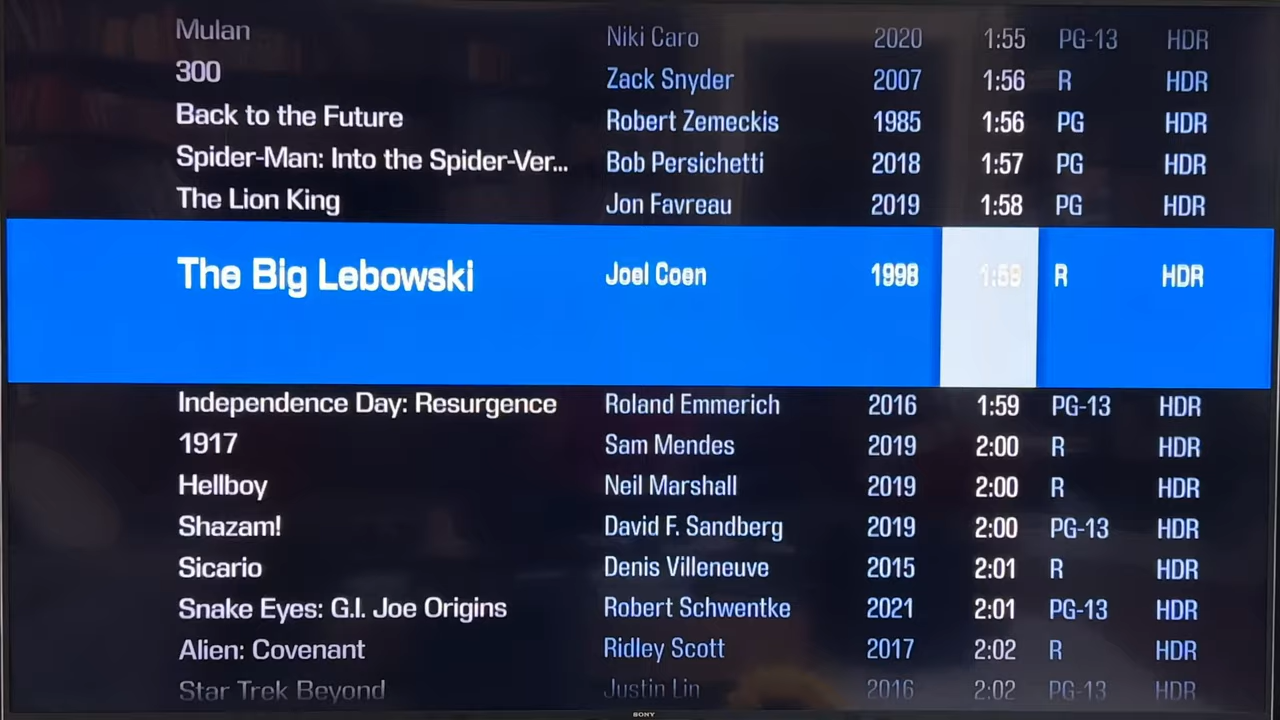 Mulan Niki Caro 2020 1:55 PG-13 HDR
300 Zack Snyder 2007 1:56 R HDR
Back to the Future Robert Zemeckis 1985 1:56 PG HDR
Spider-Man: Into the Spider-Ver... Bob Persichetti 2018 1:57 PG HDR
The Lion King Jon Favreau 2019 1:58 PG HDR
The Big Lebowski Joel Coen 1998 1:59 R HDR
Independence Day: Resurgence Roland Emmerich 2016 1:59 PG-13 HDR
1917 Sam Mendes 2019 2:00 R HDR
Hellboy Neil Marshall 2019 2:00 R HDR
Shazam! David F. Sandberg 2019 2:00 PG-13 HDR
Sicario Denis Villeneuve 2015 2:01 R HDR
Snake Eyes: G.I. Joe Origins Robert Schwentke 2021 2:01 PG-13 HDR
Alien: Covenant Ridley Scott 2017 2:02 R HDR
Star Trek Beyond Justin Lin 2016 2:02 PG-13 HDR
SONY